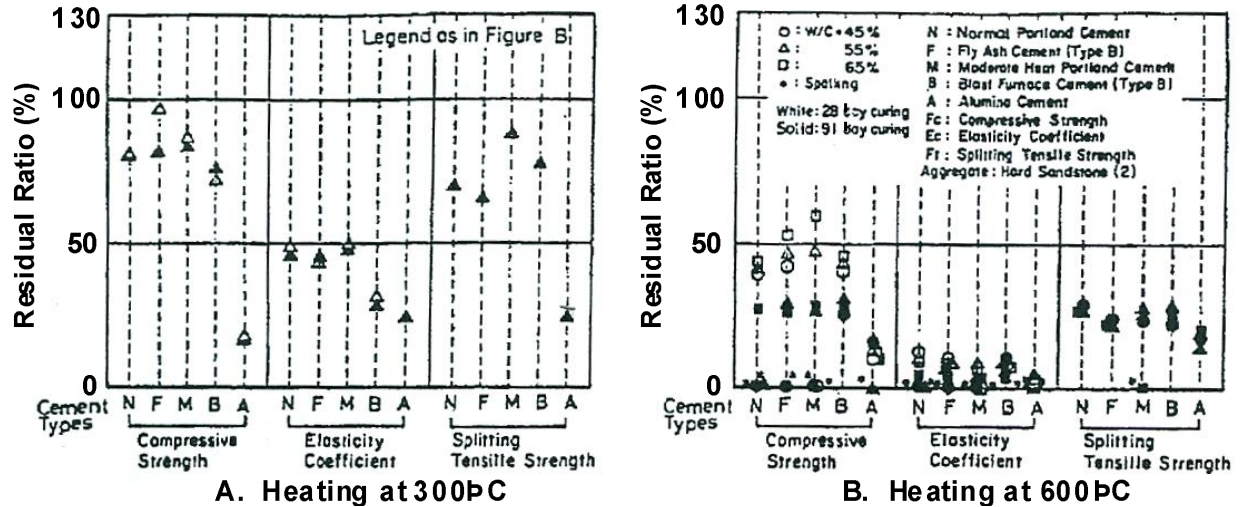 130
100
50
0
Residual Ratio (%)
Legend as in Figure B
Cement Types
N F M B A N F M B A N F M B A
Compressive Strength
Elasticity Coefficient
Splitting Tensille Strength
A. Heating at 300ÞC
130
100
50
0
Residual Ratio (%)
O : W/C=45%
△ : 55%
□ : 65%
• : Spalling
White: 28 day curing
Solid: 91 day curing
N : Normal Portland Cement
F : Fly Ash Cement (Type B)
M : Moderate Heat Portland Cement
B : Blast Furnace Cement (Type B)
A : Alumina Cement
Fc : Compressive Strength
Ec : Elasticity Coefficient
Ft : Splitting Tensile Strength
Aggregate : Hard Sandstone (2)
Cement Types
N F M B A N F M B A N F M B A
Compressive Strength
Elasticity Coefficient
Splitting Tensille Strength
B. Heating at 600ÞC